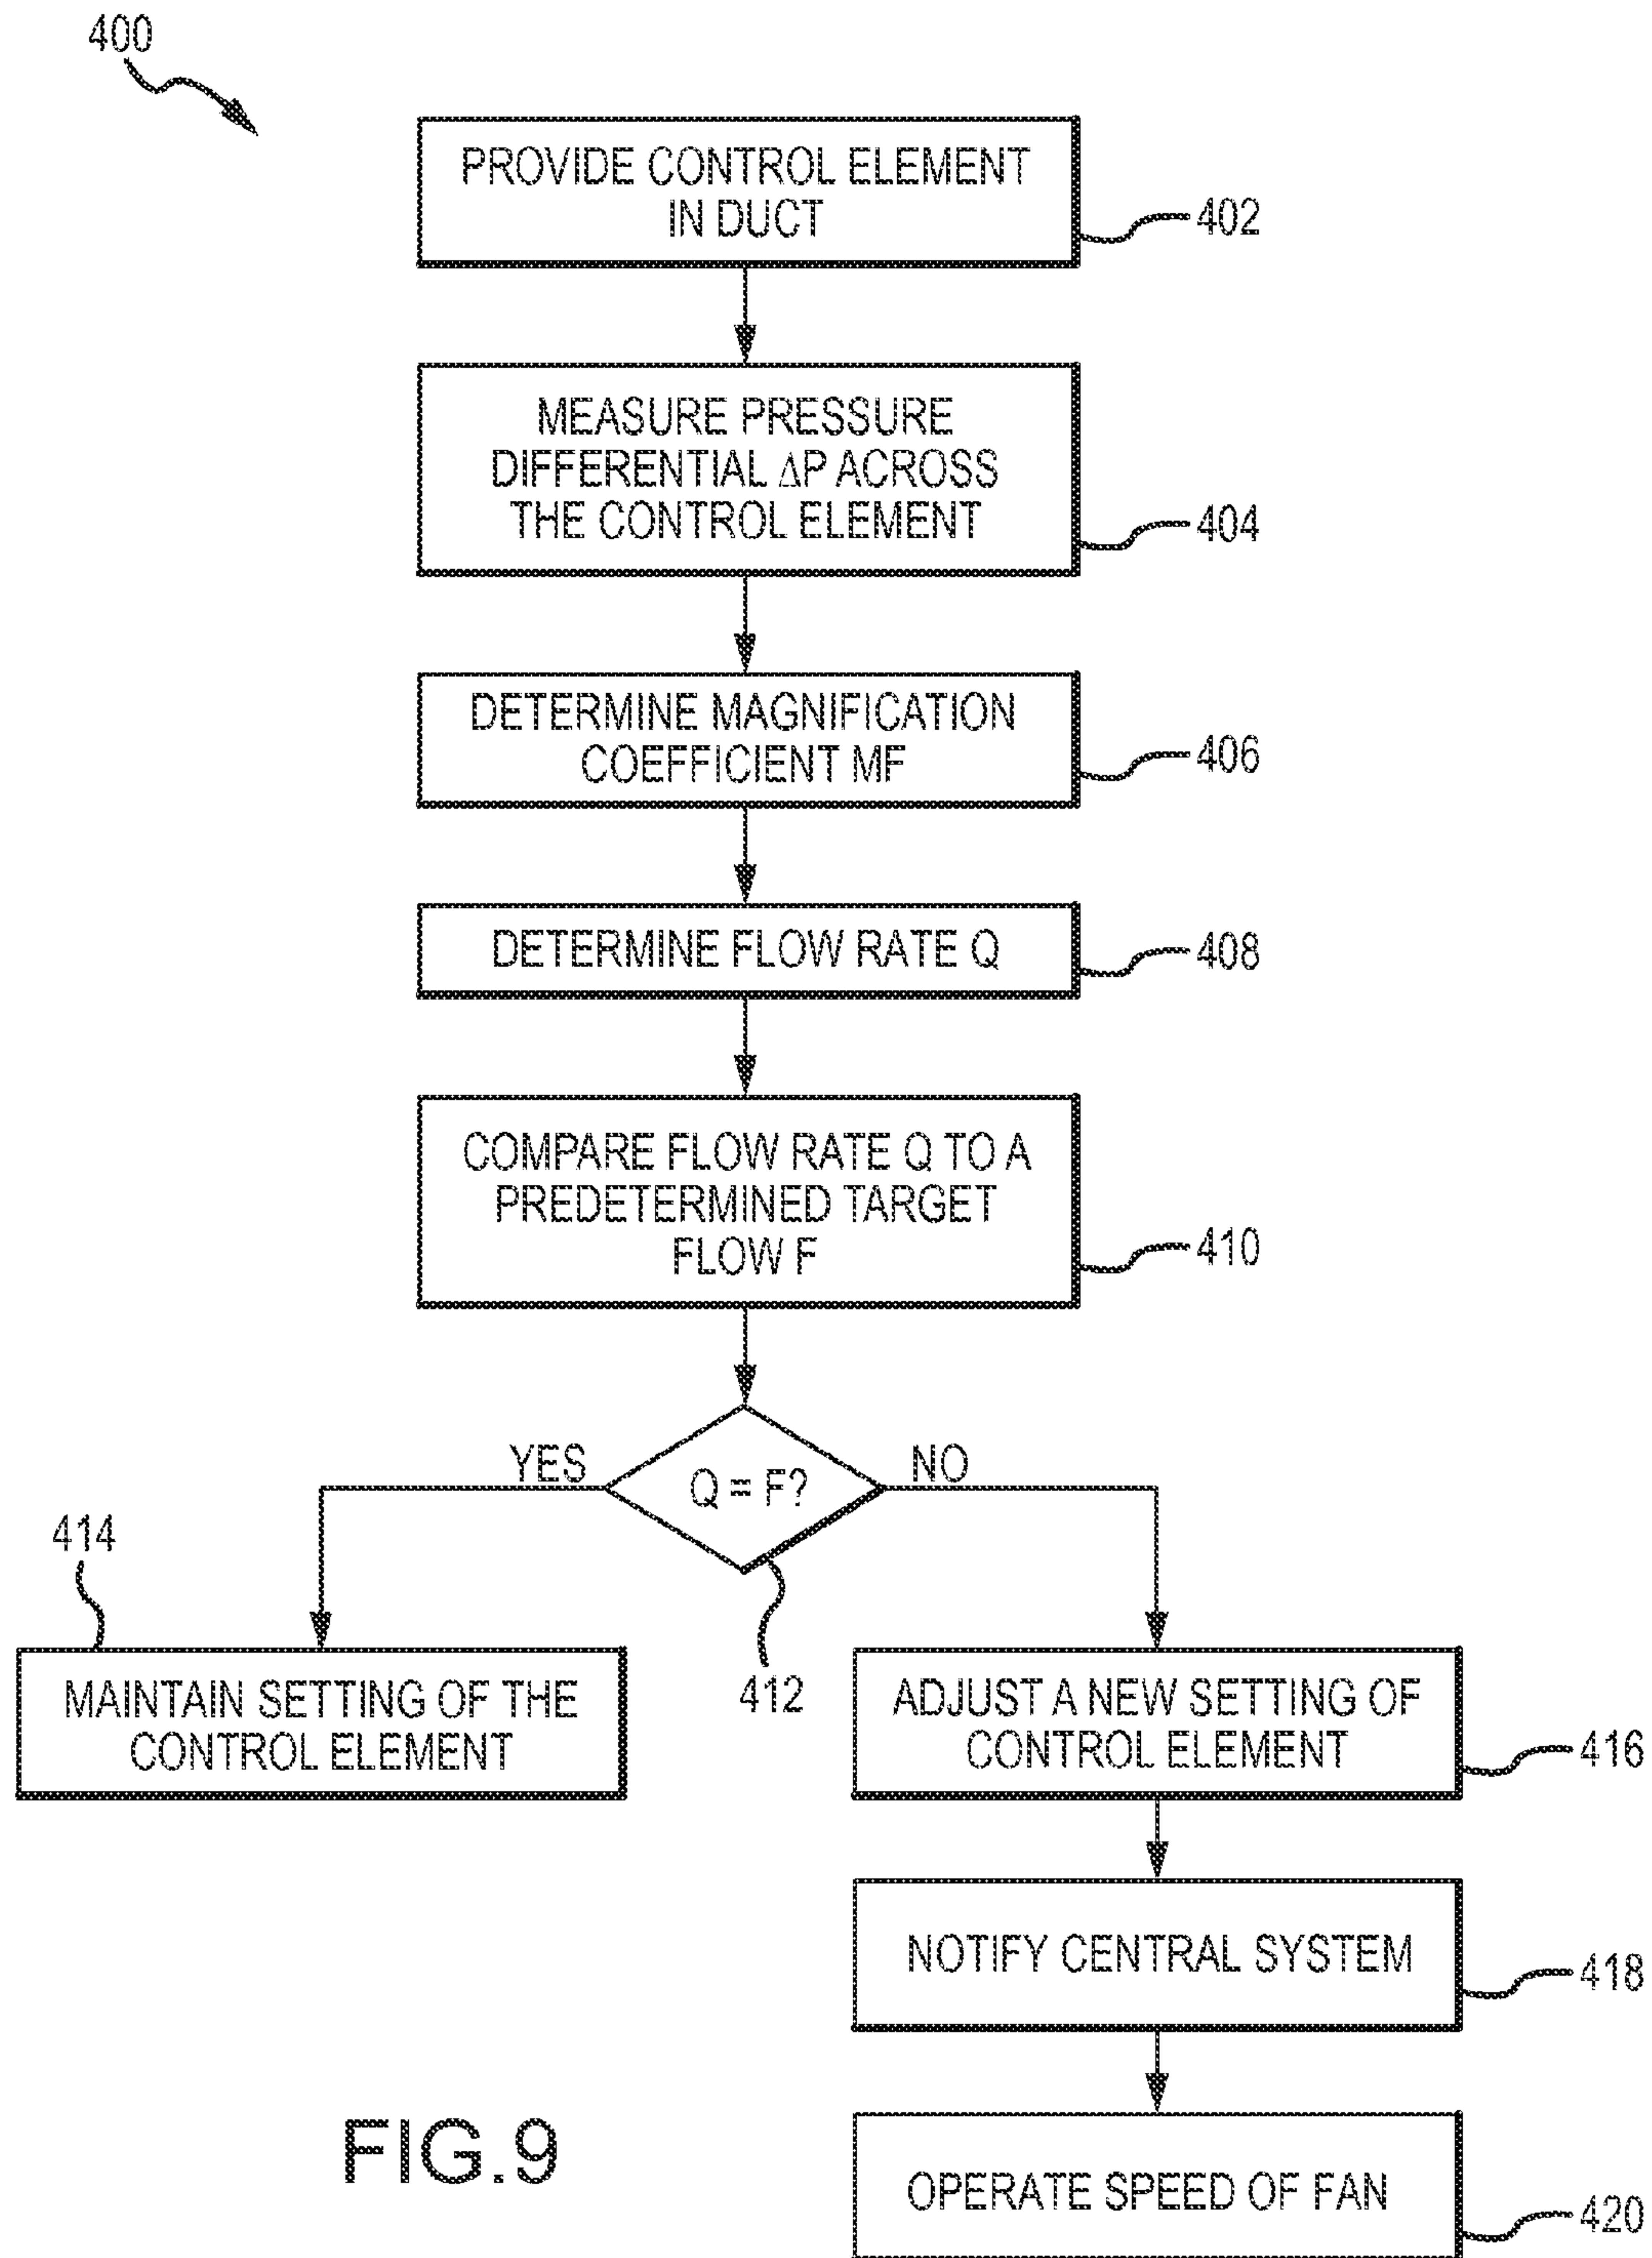 400
PROVIDE CONTROL ELEMENT
IN DUCT
402
MEASURE PRESSURE
DIFFERENTIAL ΔP ACROSS
THE CONTROL ELEMENT
404
DETERMINE MAGNIFICATION
COEFFICIENT MF
406
DETERMINE FLOW RATE Q
408
COMPARE FLOW RATE Q TO A
PREDETERMINED TARGET
FLOW F
410
YES
Q = F?
NO
412
414
MAINTAIN SETTING OF THE
CONTROL ELEMENT
ADJUST A NEW SETTING OF
CONTROL ELEMENT
416
NOTIFY CENTRAL SYSTEM
418
OPERATE SPEED OF FAN
420
FIG.9